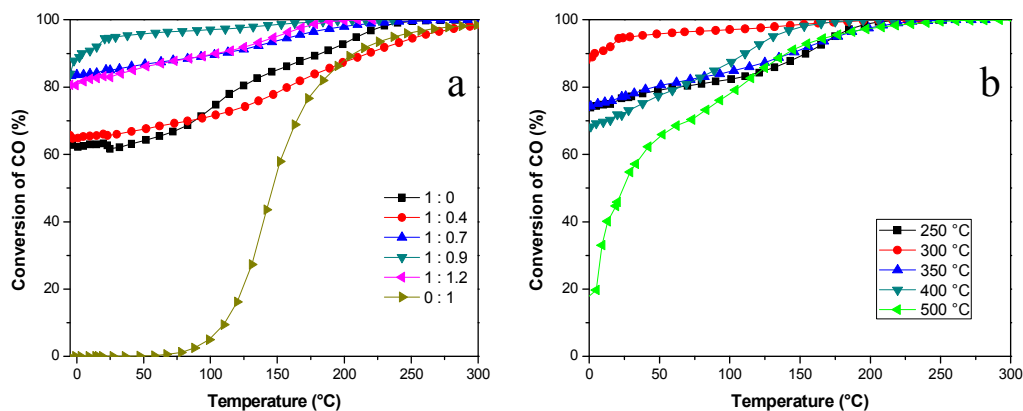 100
80
60
40
20
0
Conversion of CO (%)
a
1 : 0
1 : 0.4
1 : 0.7
1 : 0.9
1 : 1.2
0 : 1
0
50
100
150
200
250
300
Temperature (°C)
100
80
60
40
20
0
Conversion of CO (%)
b
250 °C
300 °C
350 °C
400 °C
500 °C
0
50
100
150
200
250
300
Temperature (°C)